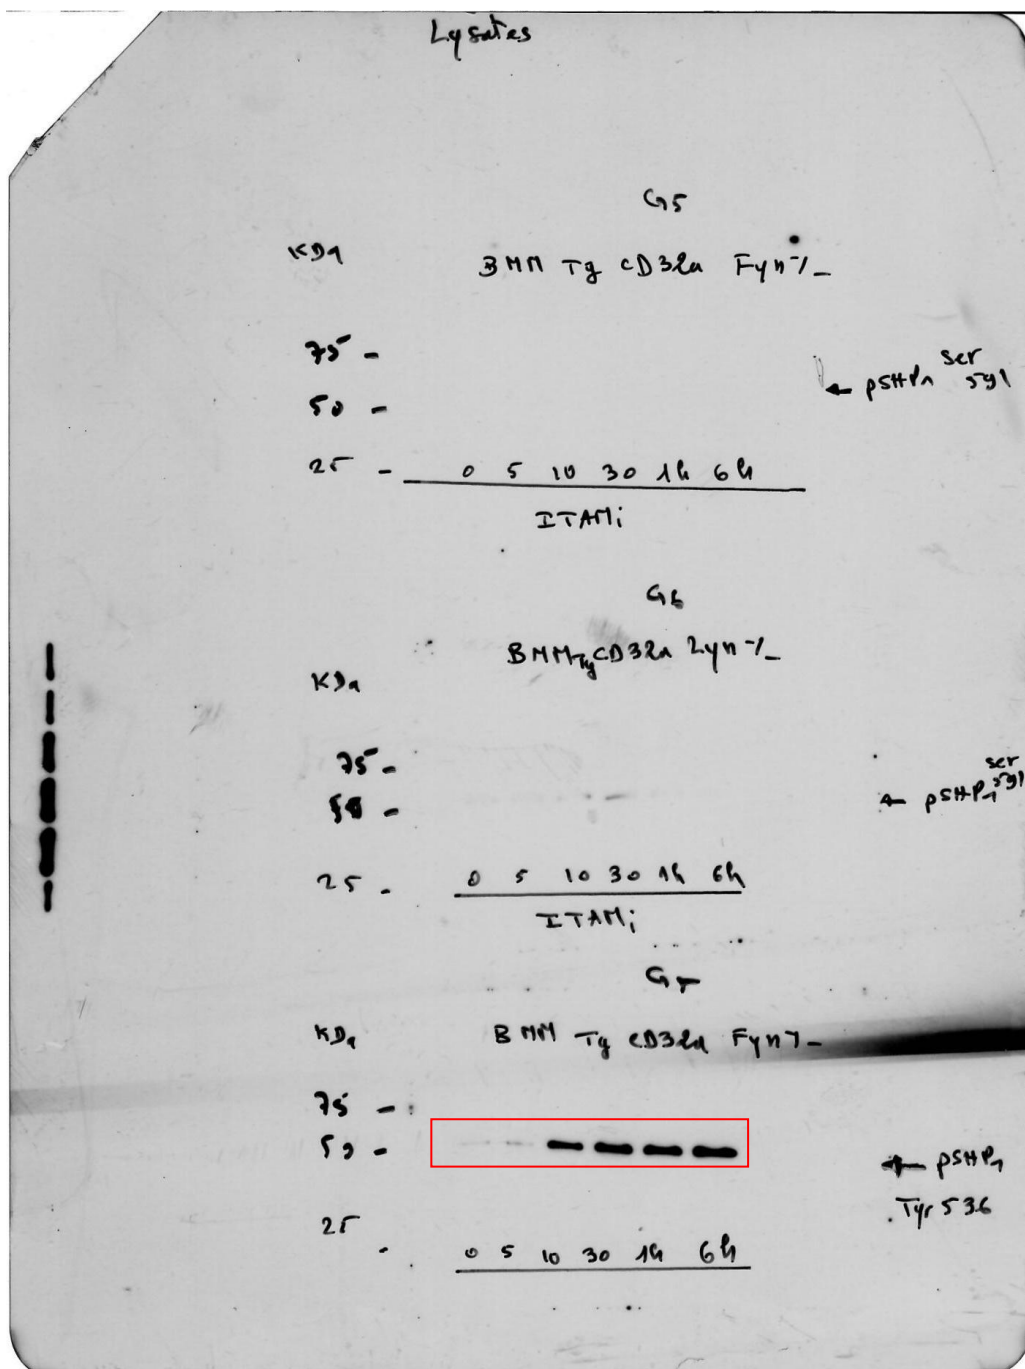 Lysates
G5
KDa
BMM Tg CD32a Fyn-/-
75 -
ser
← pSHP1 591
50 -
25 - 0 5 10 30 1h 6h
ITAMi
G6
BMM Tg CD32a Lyn-/-
KDa
75 -
ser
← pSHP1 591
-
25 - 0 5 10 30 1h 6h
ITAMi
KDa
BMM Tg CD32a Fyn-/-
75 -
50 -
← pSHP1
Tyr 536
25 -
0 5 10 30 1h 6h